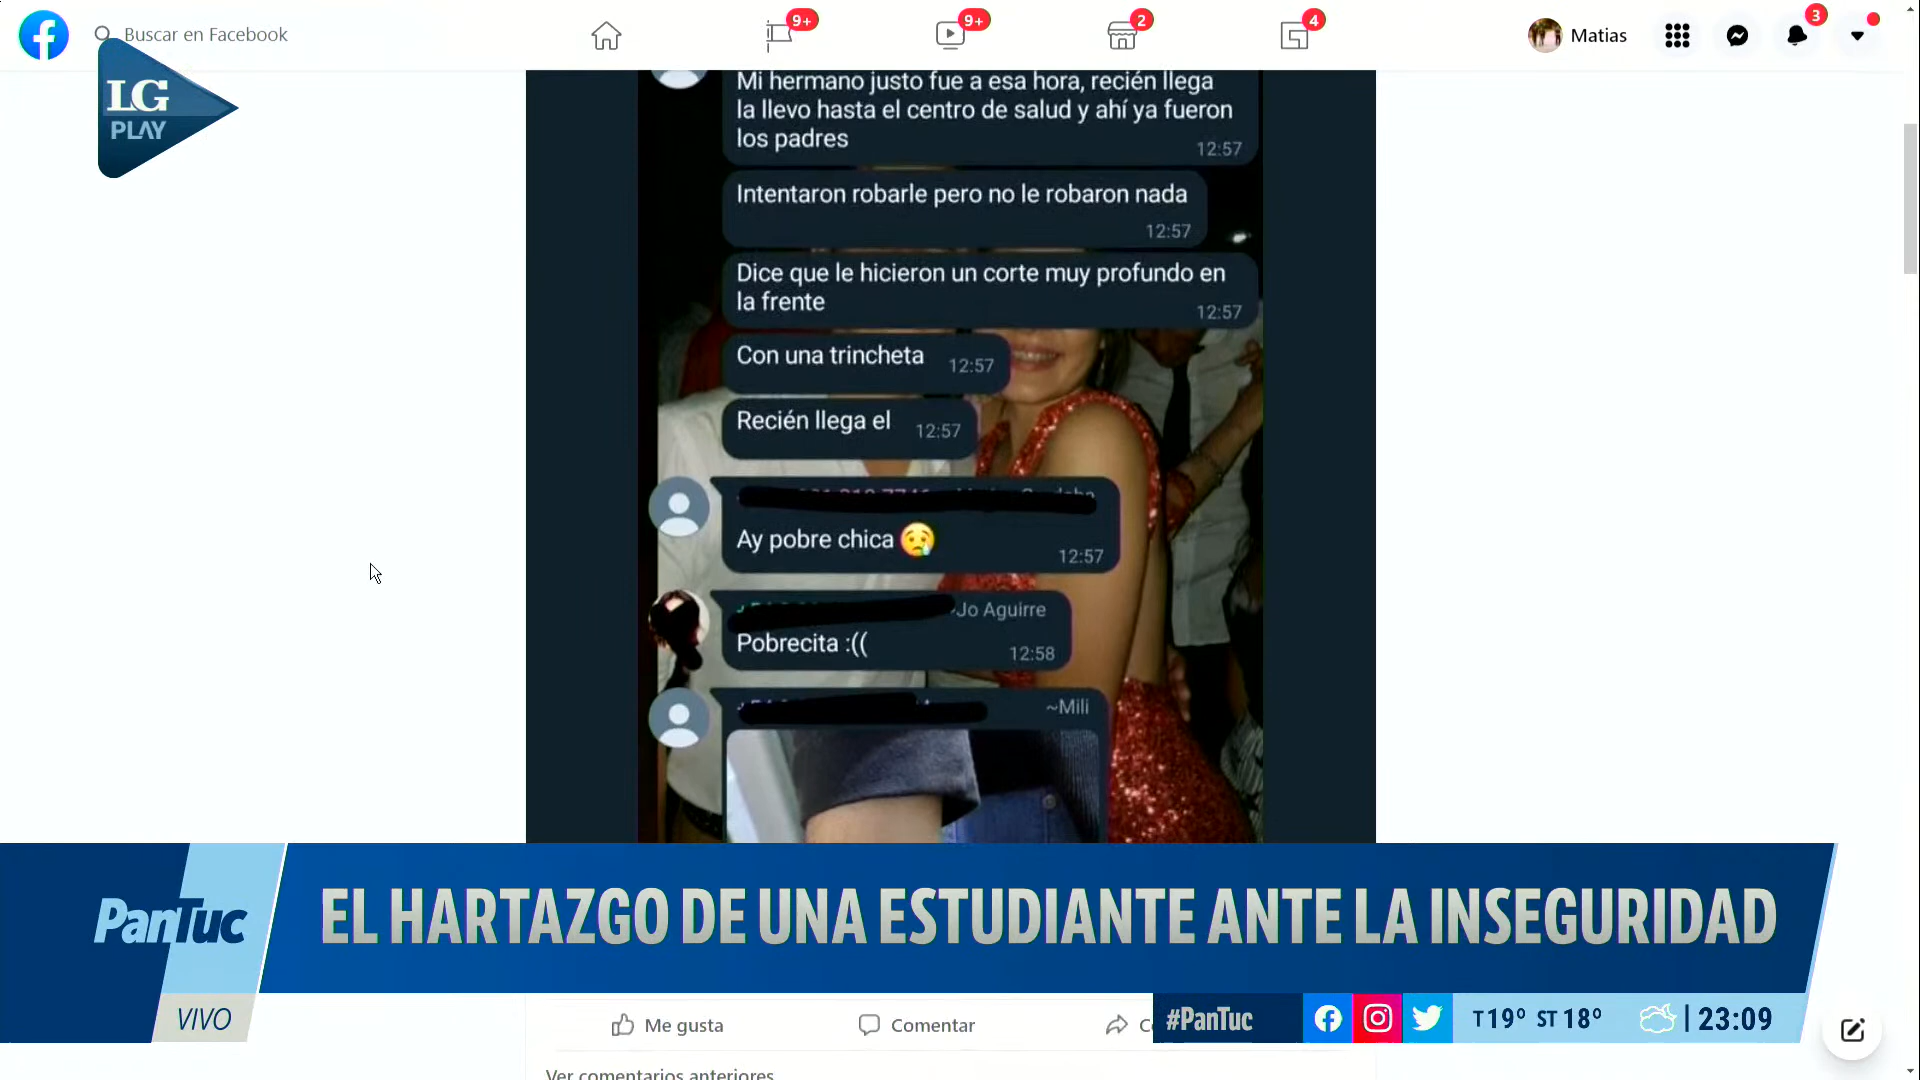 Buscar en Facebook
9+
9+
2
4
Matias
3
LG
PLAY
Mi hermano justo fue a esa hora, recién llega
la llevo hasta el centro de salud y ahí ya fueron
los padres
12:57
Intentaron robarle pero no le robaron nada
12:57
Dice que le hicieron un corte muy profundo en
la frente
12:57
Con una trincheta 12:57
Recién llega el 12:57
Ay pobre chica 😢
12:57
~Jo Aguirre
Pobrecita :((
12:58
~Mili
PanTuc
EL HARTAZGO DE UNA ESTUDIANTE ANTE LA INSEGURIDAD
VIVO
Me gusta
Comentar
#PanTuc
T19º ST18º
23:09
Ver comentarios anteriores